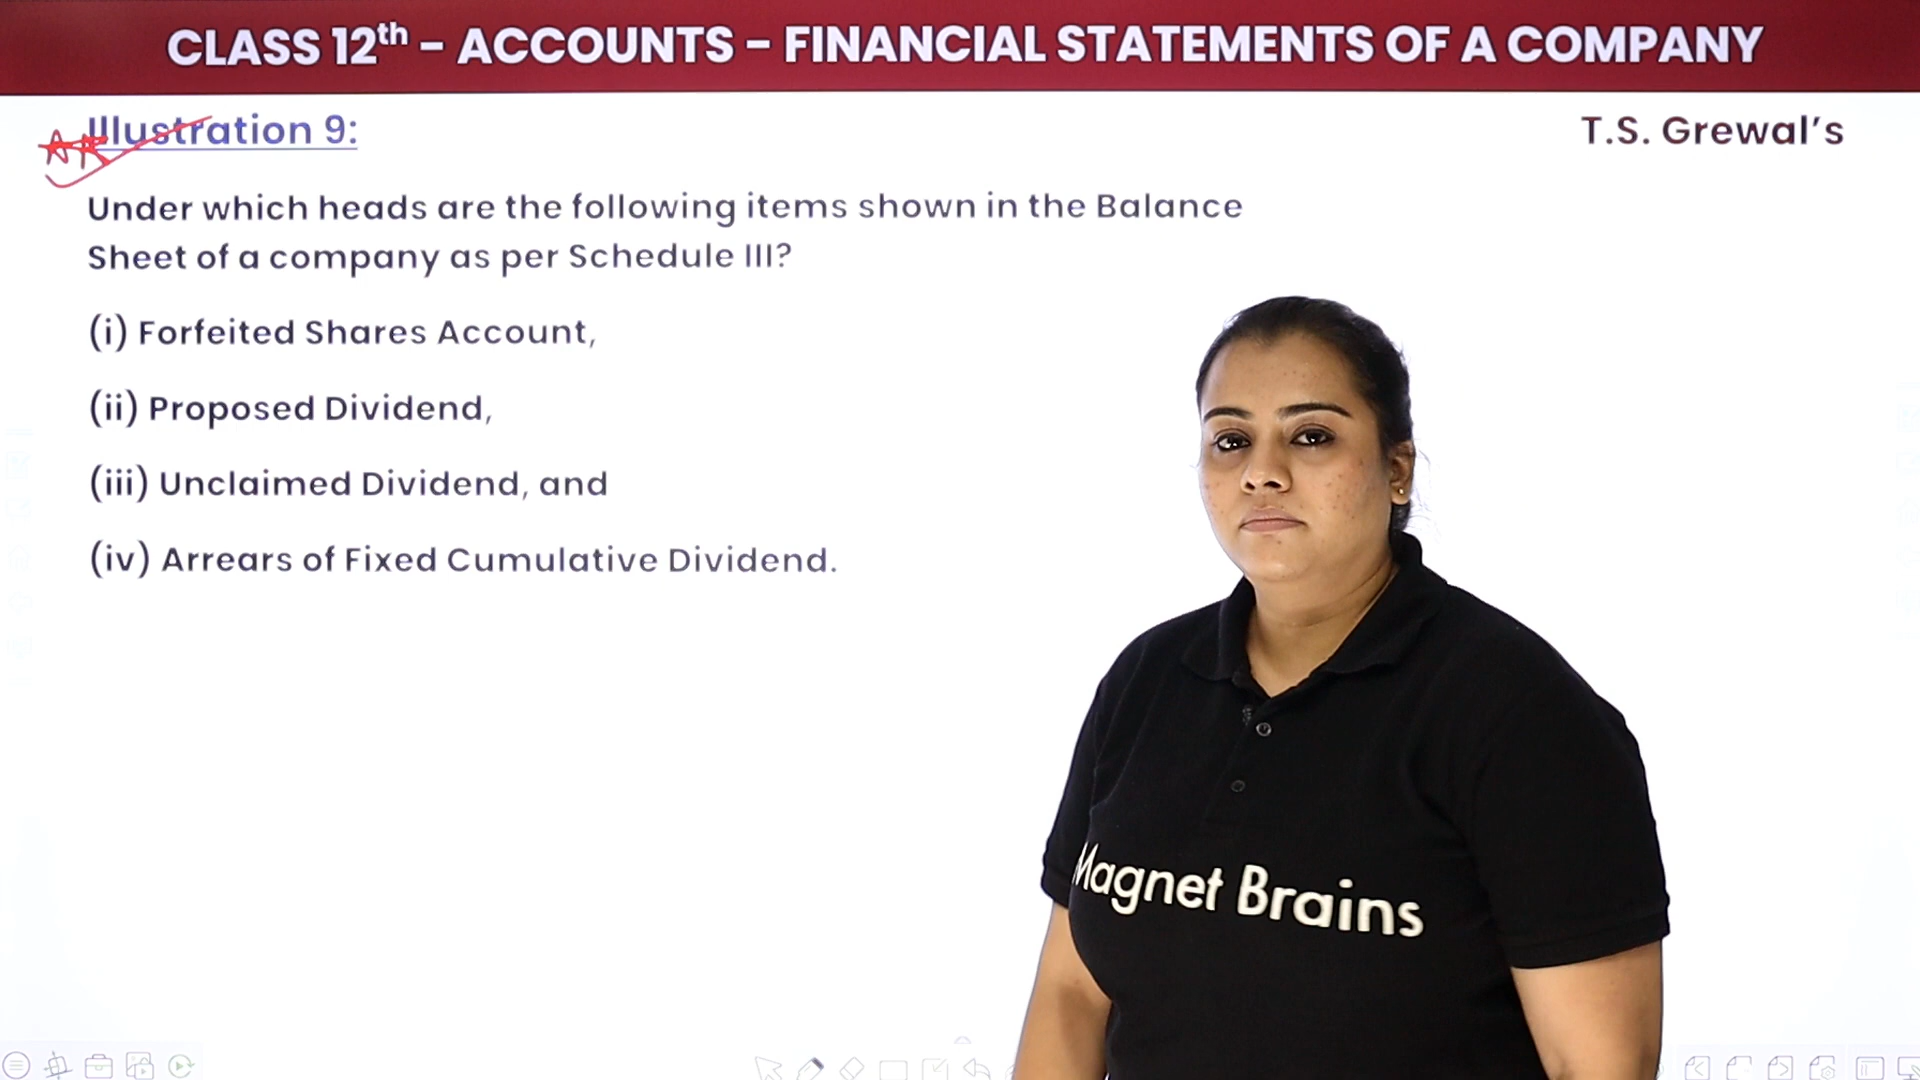 CLASS 12th – ACCOUNTS – FINANCIAL STATEMENTS OF A COMPANY
Illustration 9:
T.S. Grewal's
Under which heads are the following items shown in the Balance
Sheet of a company as per Schedule III?
(i) Forfeited Shares Account,
(ii) Proposed Dividend,
(iii) Unclaimed Dividend, and
(iv) Arrears of Fixed Cumulative Dividend.
Magnet Brains